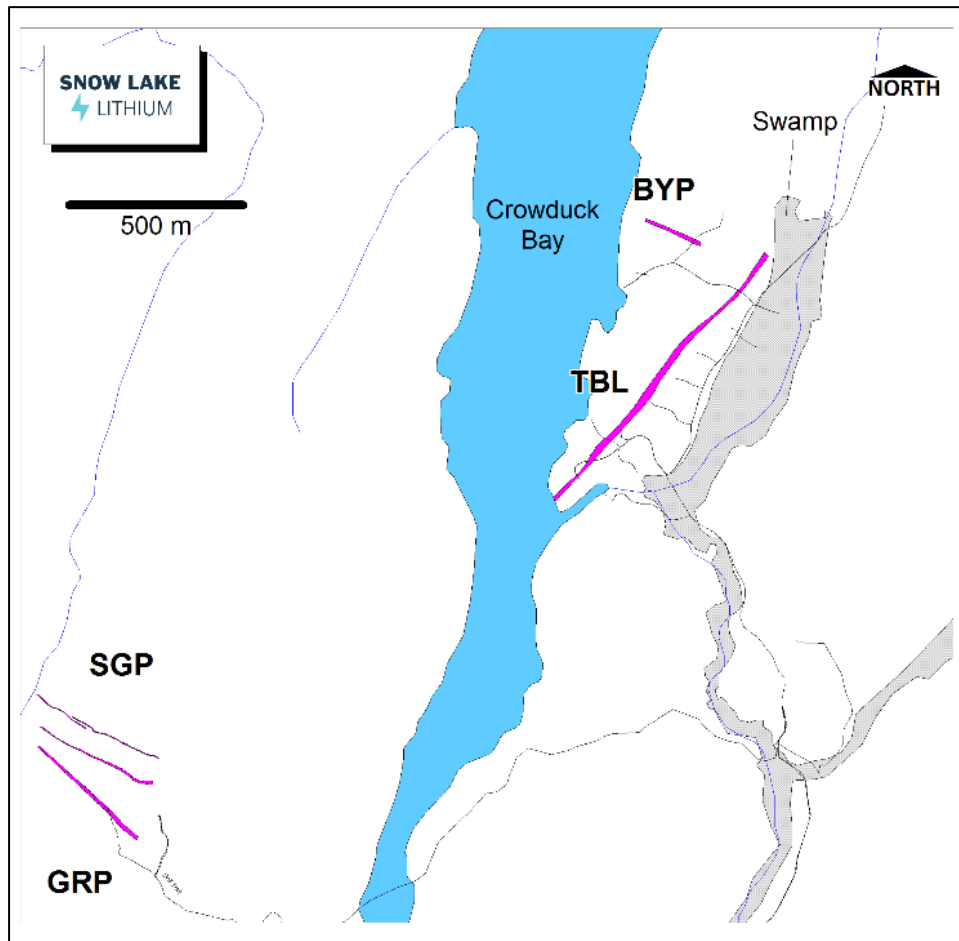 SNOW LAKE
LITHIUM
NORTH
Swamp
500 m
BYP
Crowduck
Bay
TBL
SGP
GRP